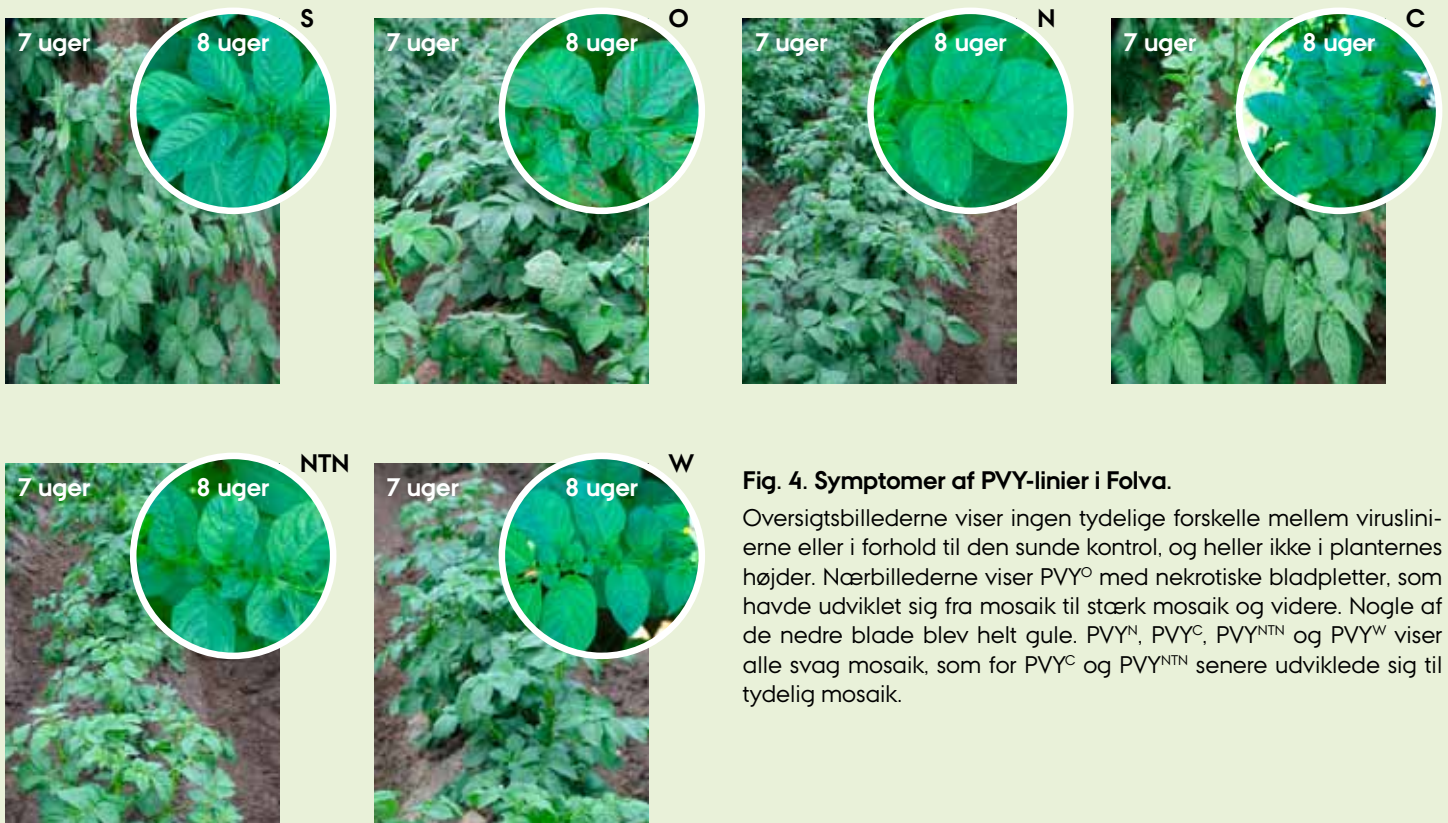 S
7 uger 8 uger
O
7 uger 8 uger
N
7 uger 8 uger
C
7 uger 8 uger
NTN
7 uger 8 uger
W
7 uger 8 uger
Fig. 4. Symptomer af PVY-linier i Folva.
Oversigtsbillederne viser ingen tydelige forskelle mellem viruslini-
erne eller i forhold til den sunde kontrol, og heller ikke i planternes
højder. Nærbillederne viser PVYᴼ med nekrotiske bladpletter, som
havde udviklet sig fra mosaik til stærk mosaik og videre. Nogle af
de nedre blade blev helt gule. PVYᴺ, PVYC, PVYᴺᵀᴺ og PVYᵂ viser
alle svag mosaik, som for PVYC og PVYᴺᵀᴺ senere udviklede sig til
tydelig mosaik.